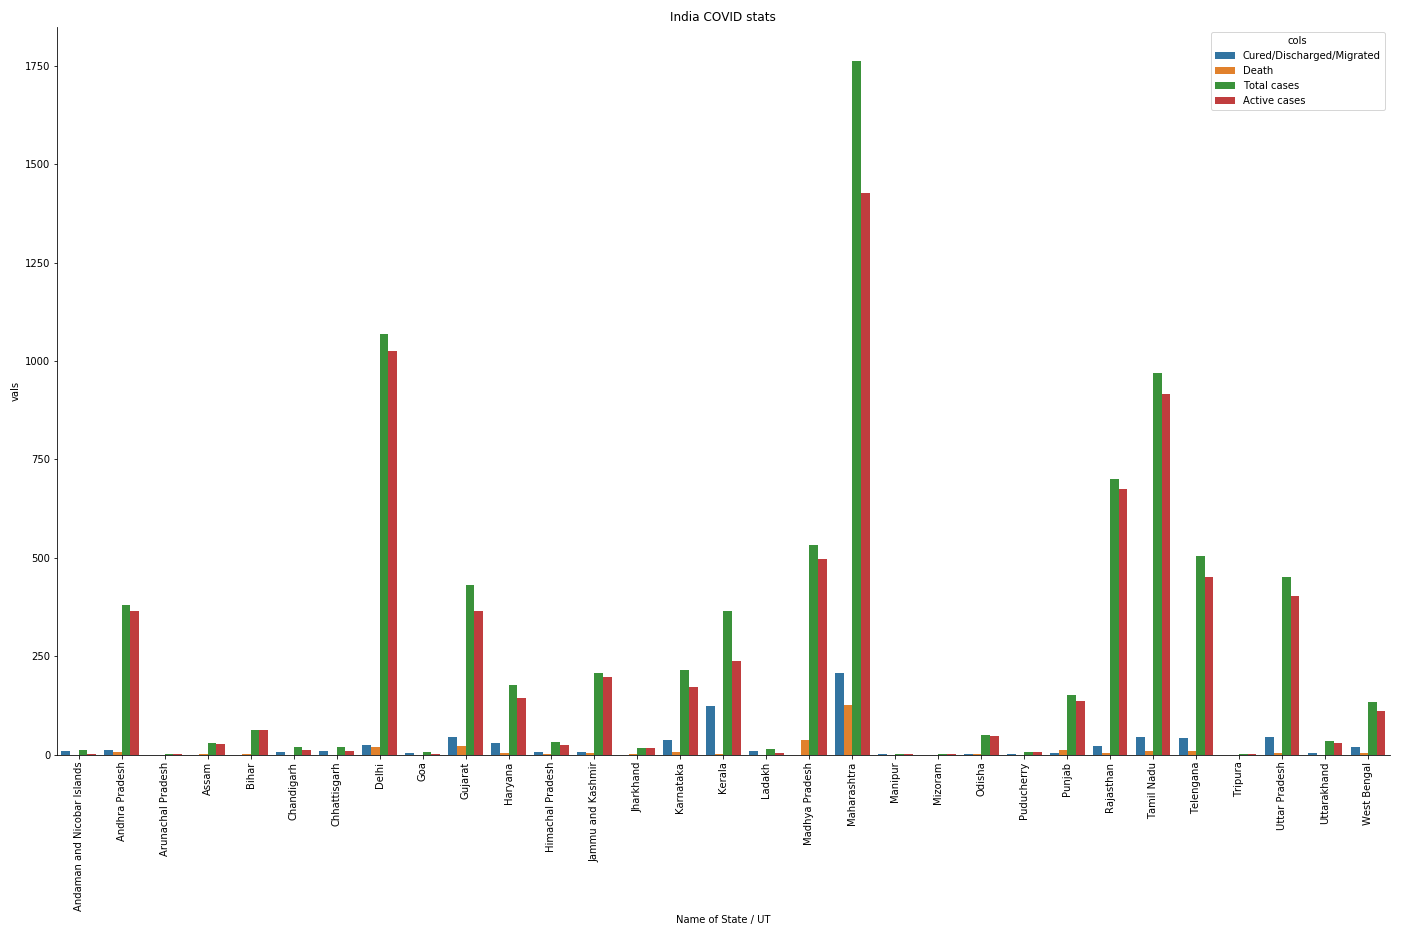 India COVID stats
cols
Cured/Discharged/Migrated
Death
Total cases
Active cases
1750
1500
1250
1000
750
500
250
0
vals
Andaman and Nicobar Islands
Andhra Pradesh
Arunachal Pradesh
Assam
Bihar
Chandigarh
Chhattisgarh
Delhi
Goa
Gujarat
Haryana
Himachal Pradesh
Jammu and Kashmir
Jharkhand
Karnataka
Kerala
Ladakh
Madhya Pradesh
Maharashtra
Manipur
Mizoram
Odisha
Puducherry
Punjab
Rajasthan
Tamil Nadu
Telengana
Tripura
Uttar Pradesh
Uttarakhand
West Bengal
Name of State / UT